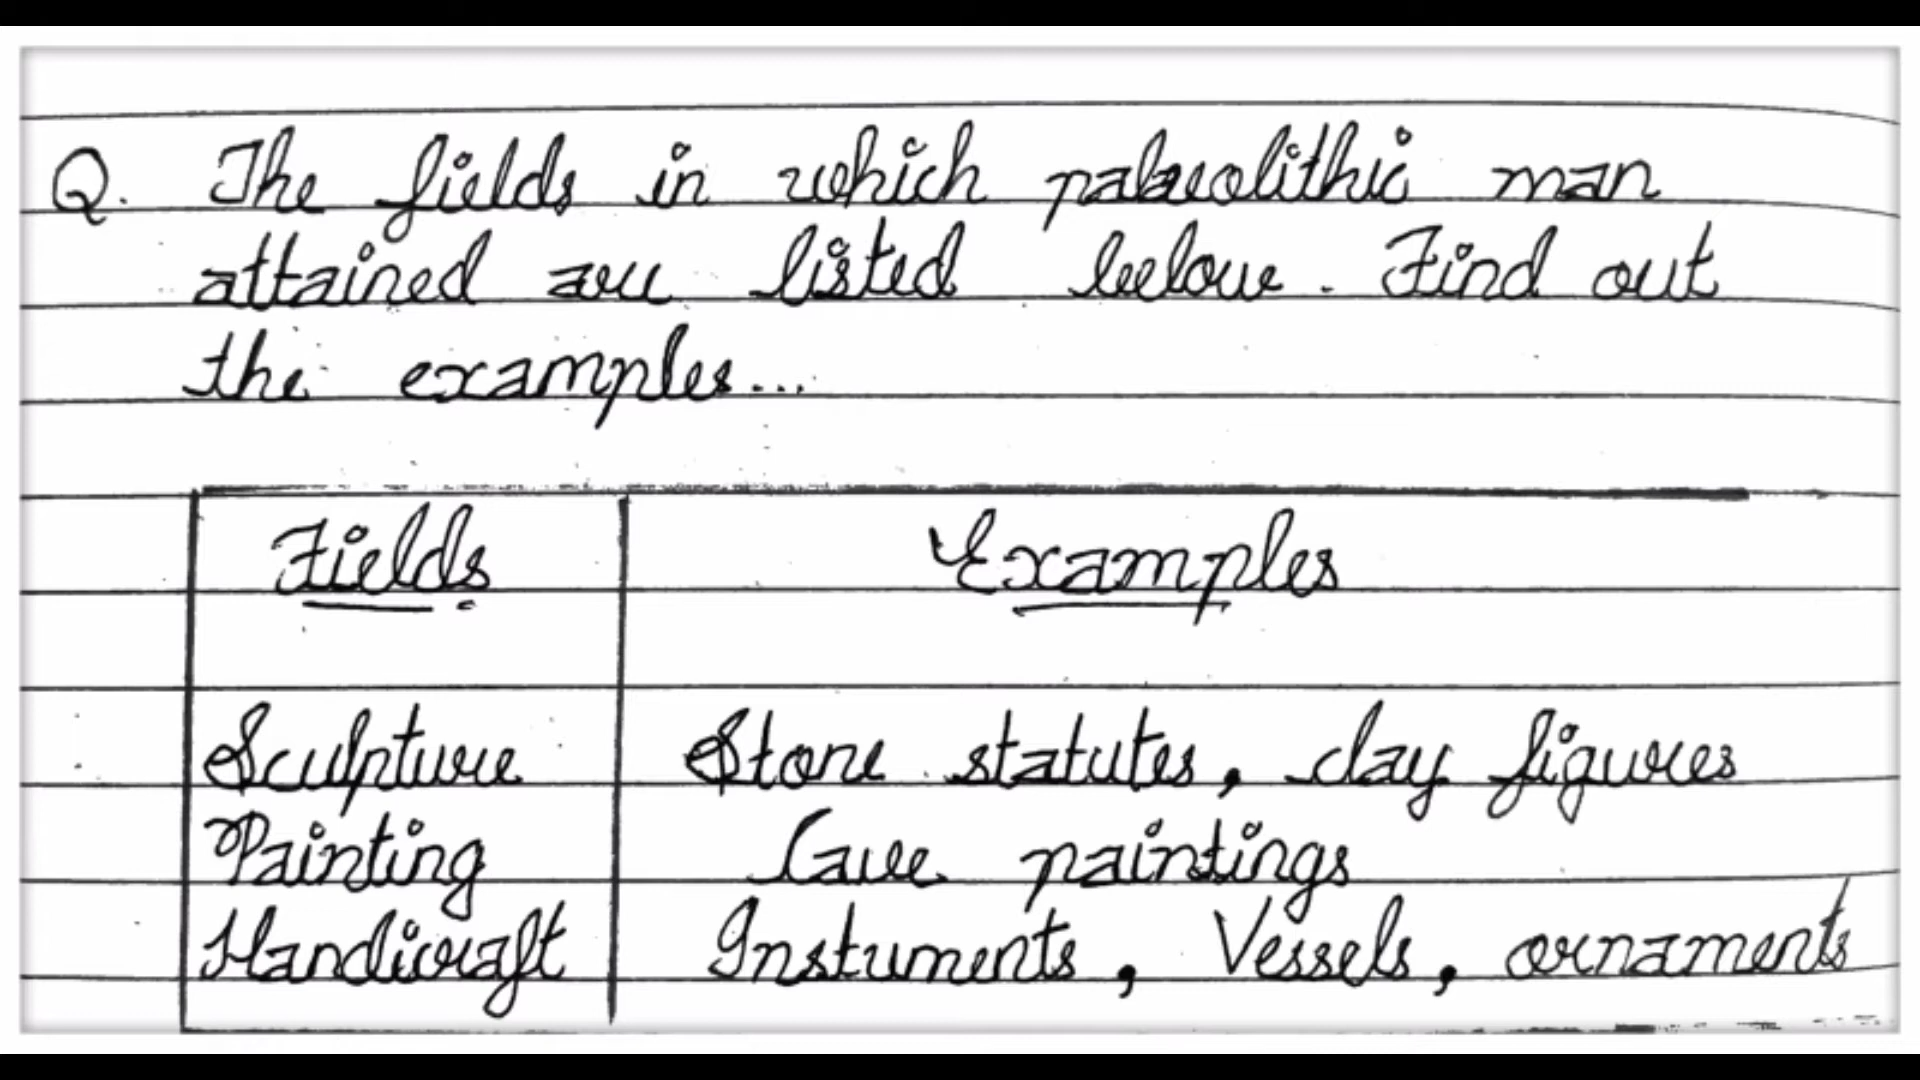 Q. The fields in which palaeolithic man
attained are listed below. Find out
the examples...
Fields Examples
Sculpture Stone statutes, clay figures
Painting Cave paintings
Handicraft Instuments, Vessels, ornaments